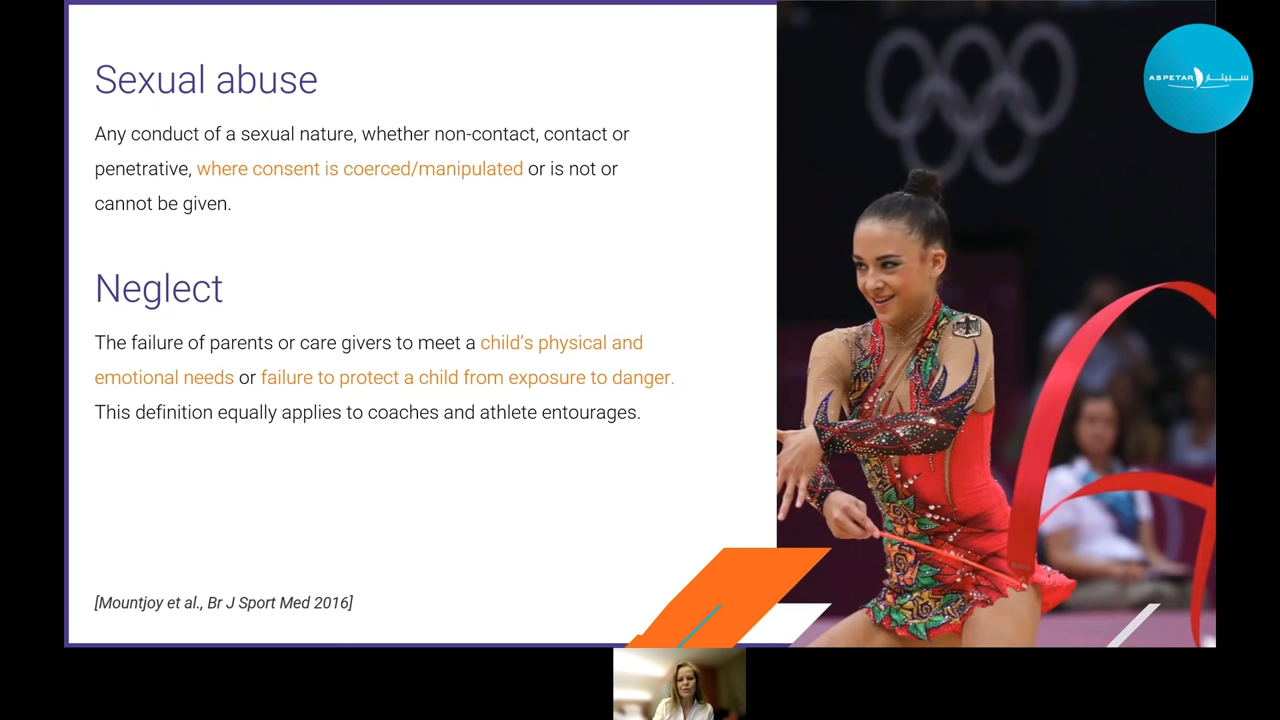 Sexual abuse
Any conduct of a sexual nature, whether non-contact, contact or
penetrative, where consent is coerced/manipulated or is not or
cannot be given.
Neglect
The failure of parents or care givers to meet a child’s physical and
emotional needs or failure to protect a child from exposure to danger.
This definition equally applies to coaches and athlete entourages.
[Mountjoy et al., Br J Sport Med 2016]
ASPETAR سبيتار